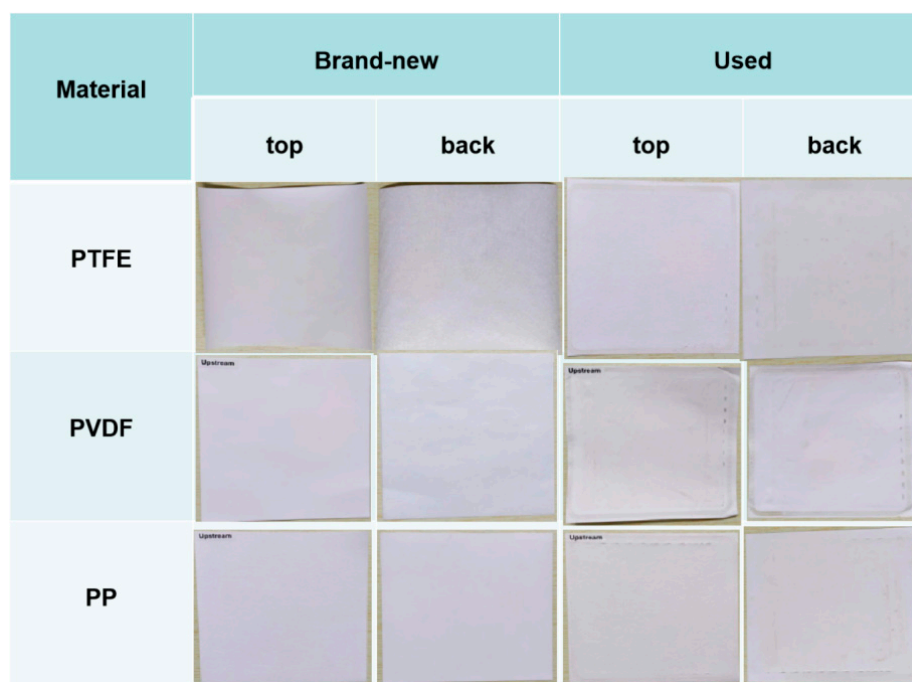 Material
Brand-new
Used
top
back
top
back
PTFE
PVDF
Upstream
Upstream
PP
Upstream
Upstream